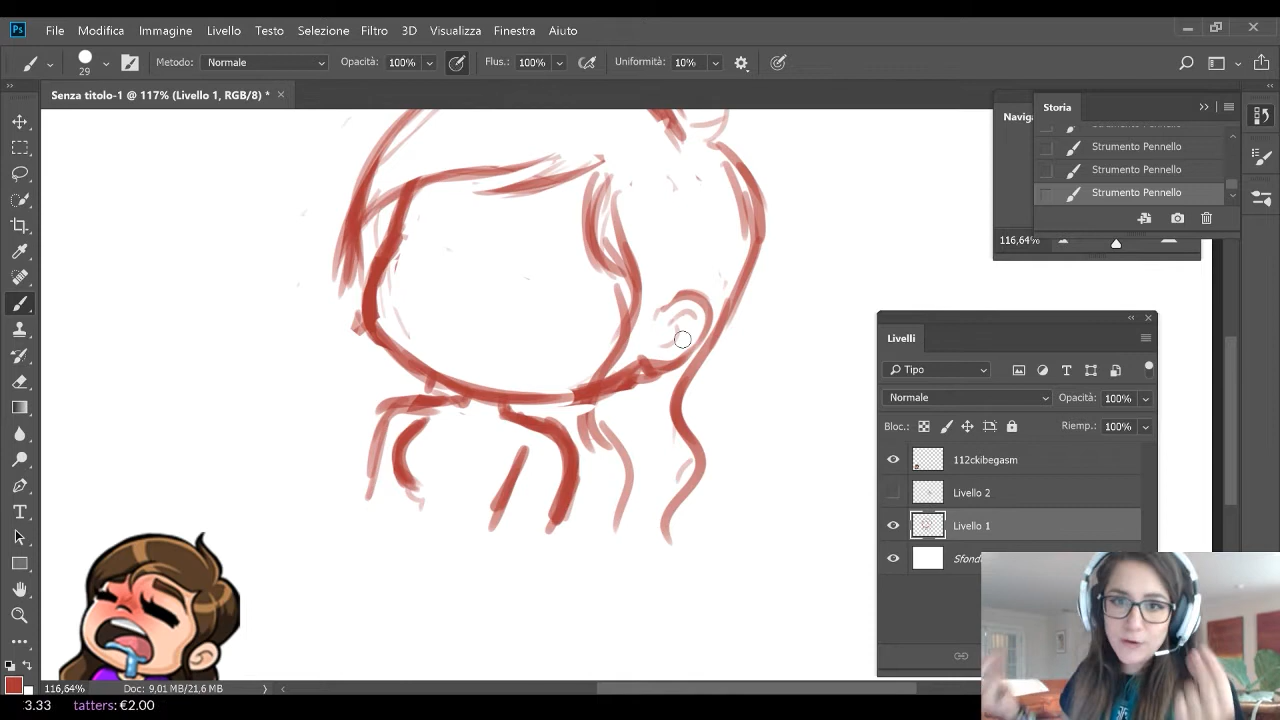 Ps File Modifica Immagine Livello Testo Selezione Filtro 3D Visualizza Finestra Aiuto
29 Metodo: Normale Opacità: 100% Flus.: 100% Uniformità: 10%
Senza titolo-1 @ 117% (Livello 1, RGB/8) *
Naviga
Storia
Strumento Pennello
Strumento Pennello
Strumento Pennello
Strumento Pennello
116,64%
Livelli
Tipo
Normale Opacità: 100%
Bloc.: Riemp.: 100%
112ckibegasm
Livello 2
Livello 1
Sfond
116,64% Doc: 9,01 MB/21,6 MB
3.33 tatters: €2.00